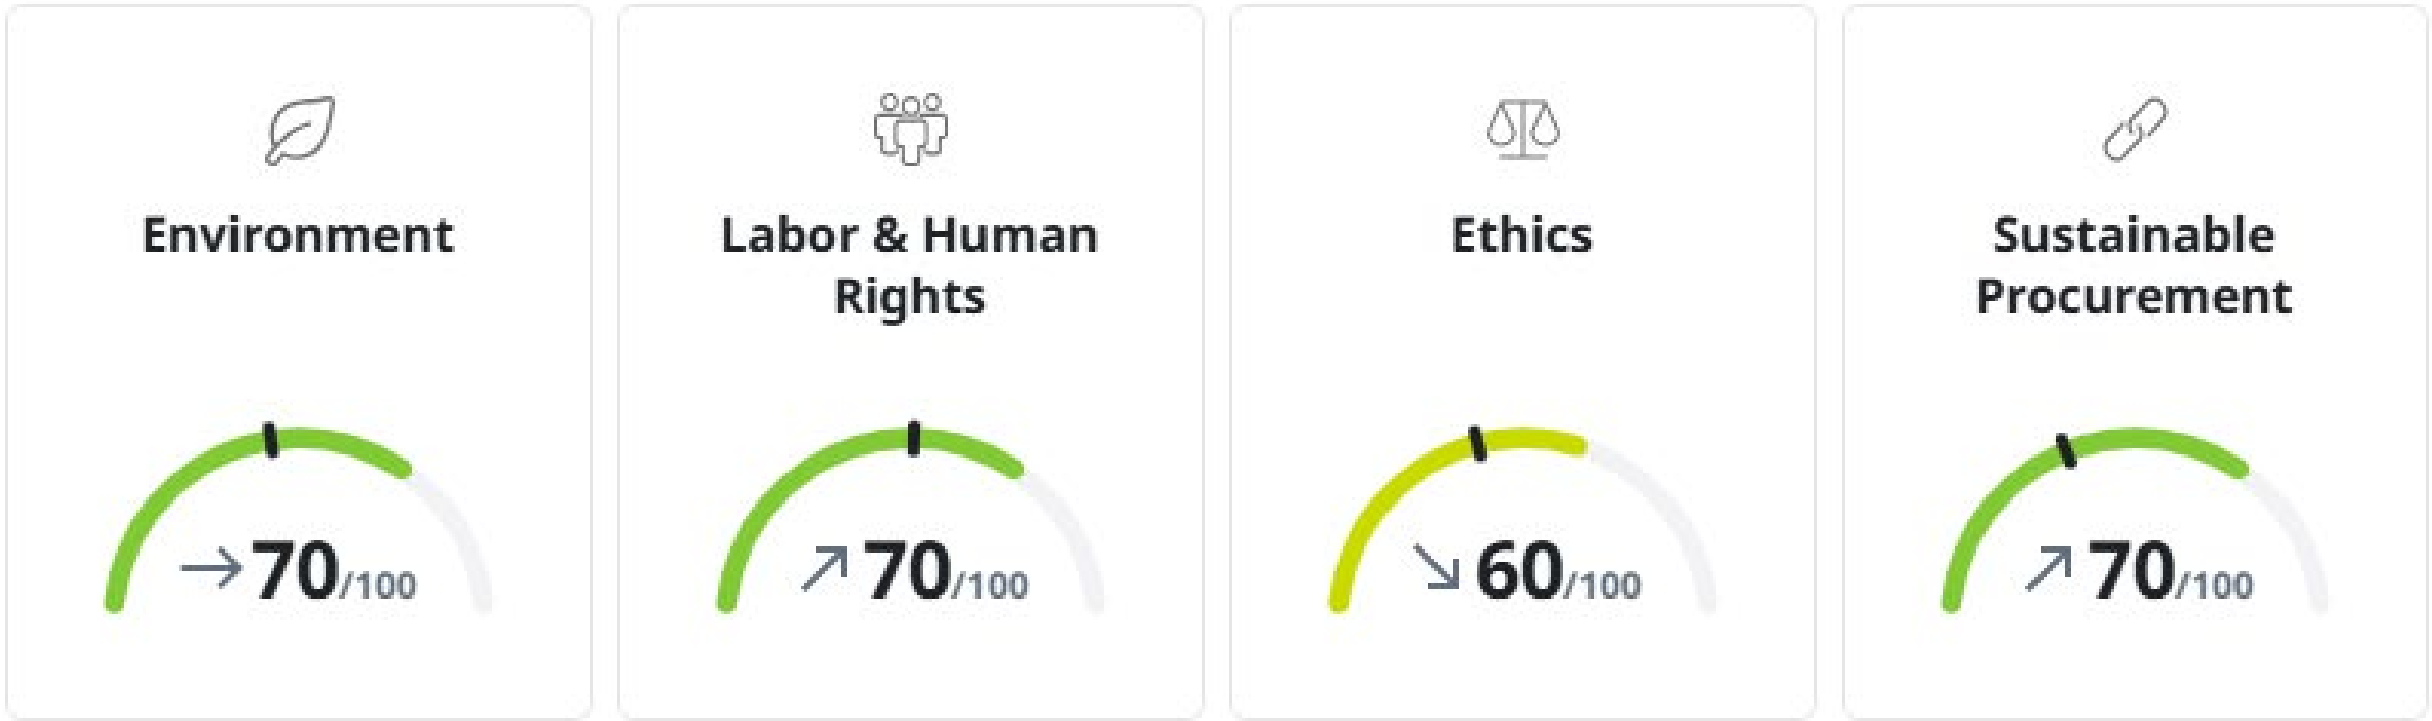 Environment
→70/100
Labor & Human
Rights
↗70/100
Ethics
↘60/100
Sustainable
Procurement
↗70/100